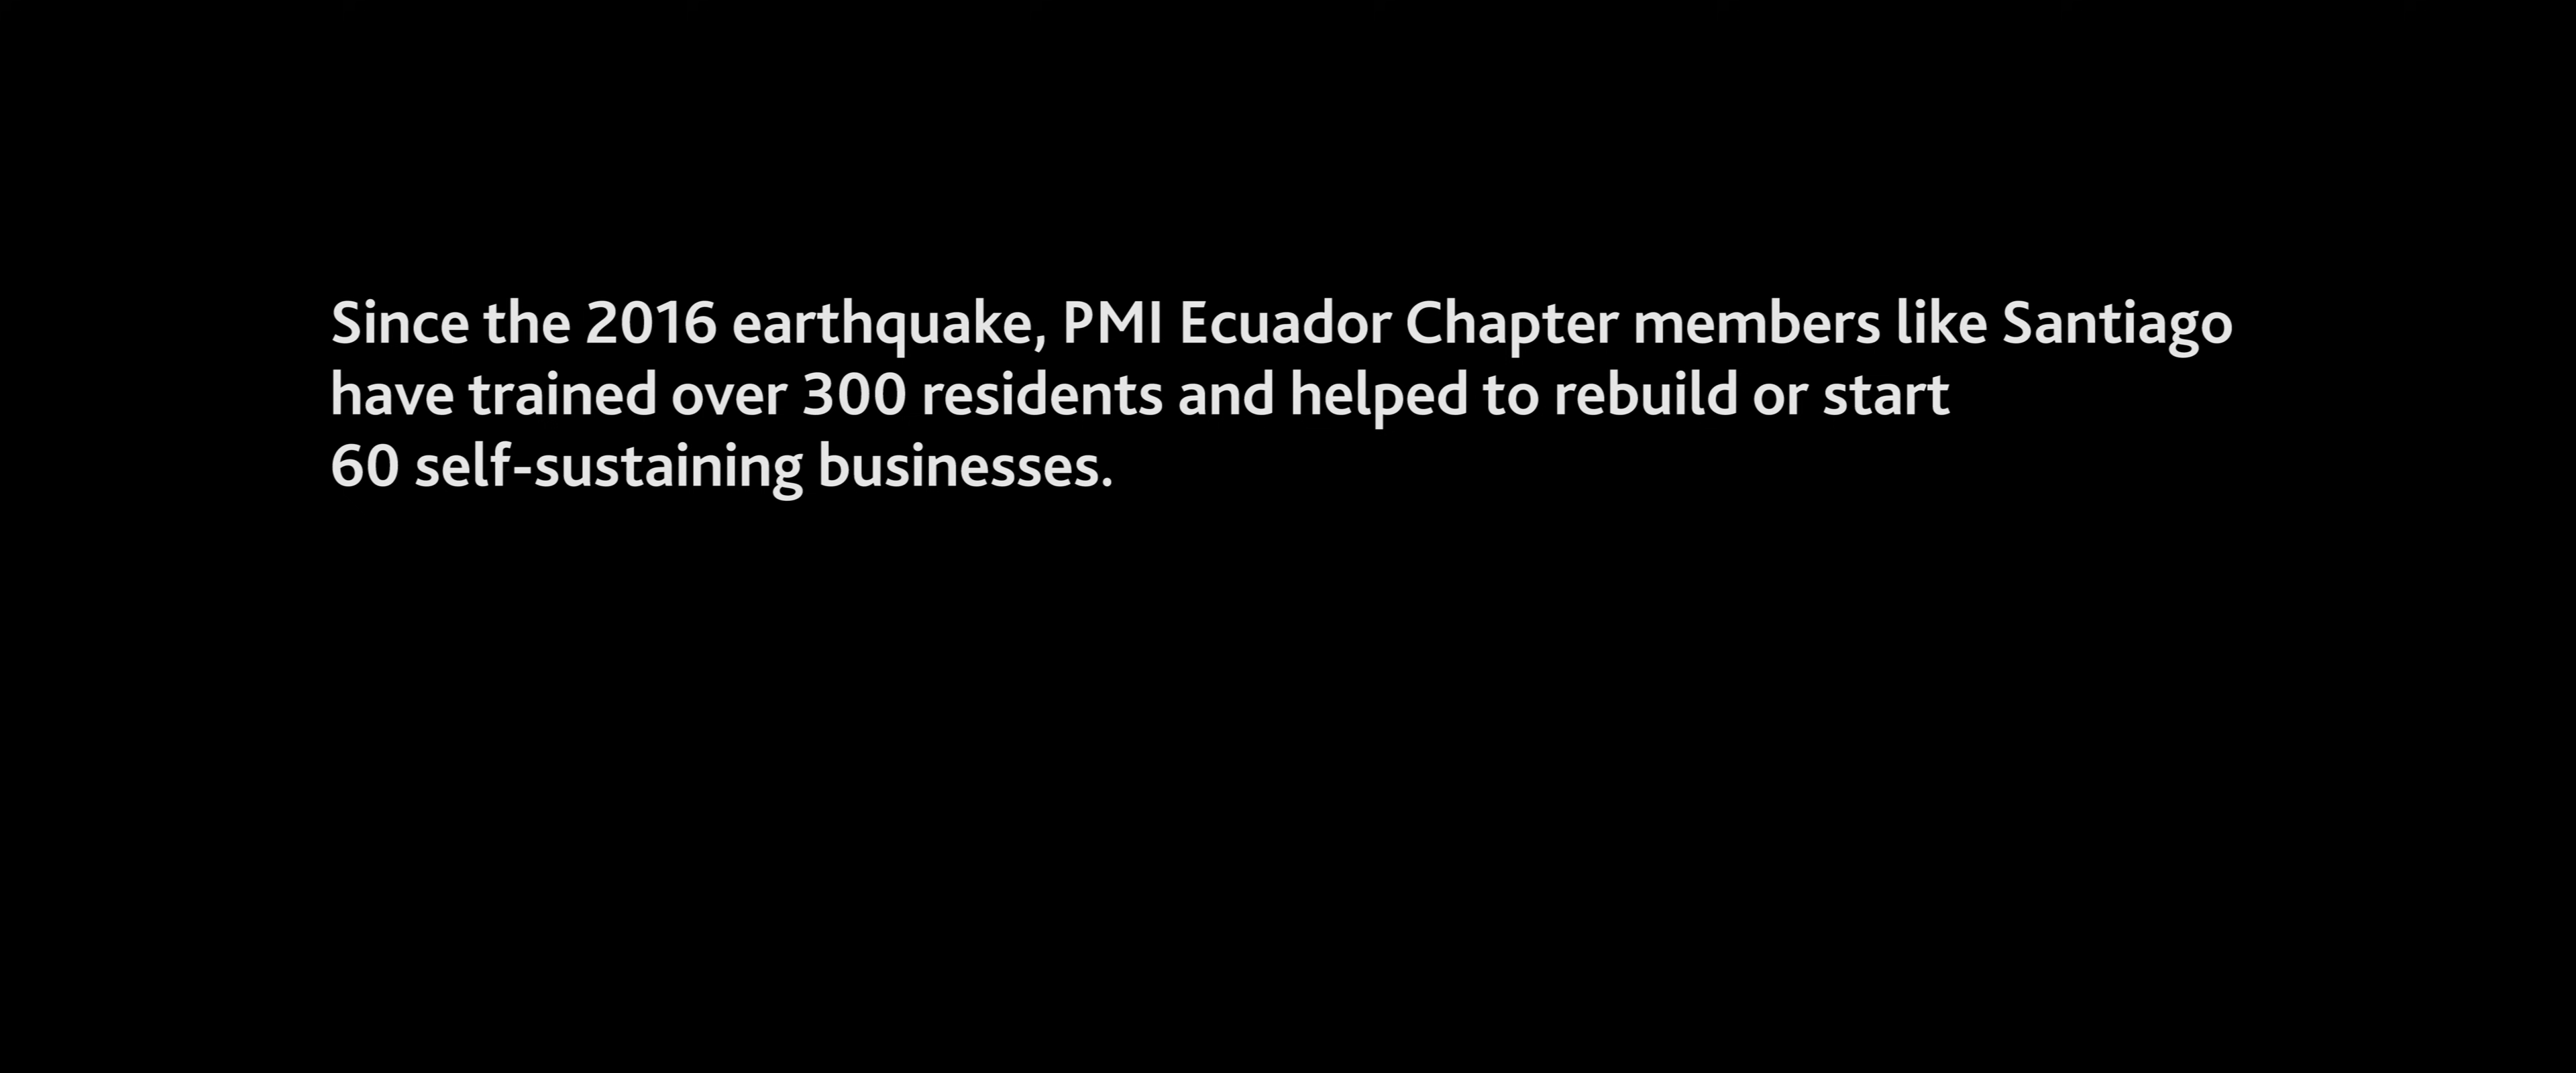 Since the 2016 earthquake, PMI Ecuador Chapter members like Santiago
have trained over 300 residents and helped to rebuild or start
60 self-sustaining businesses.